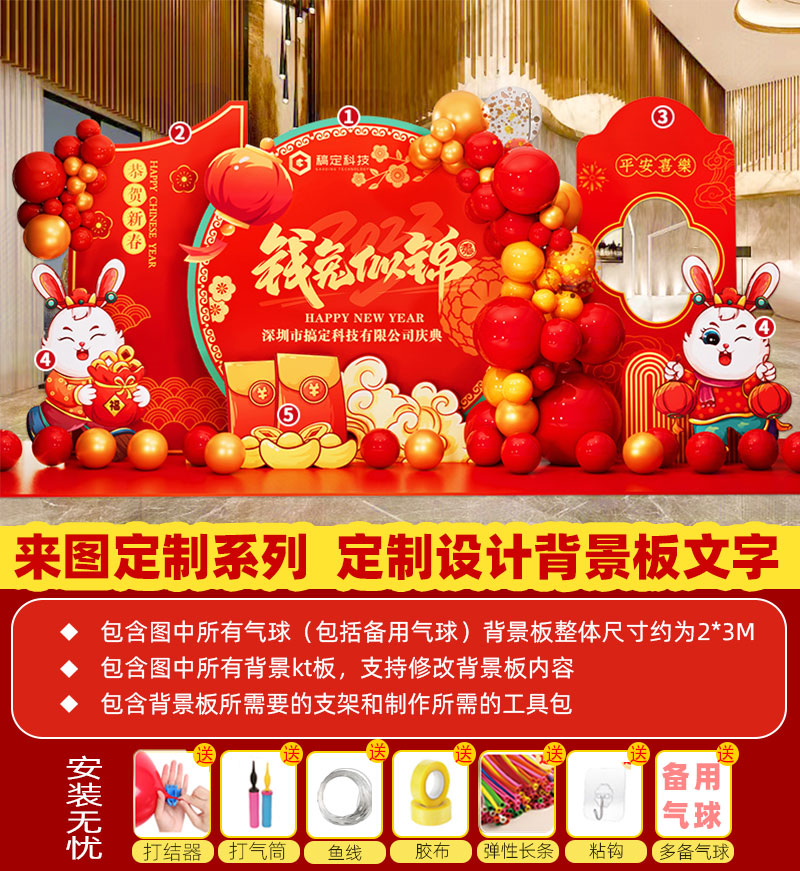 ①
②
③
恭贺新春
HAPPY CHINESE YEAR
搞定科技
GAODING TECHNOLOGY
平安喜樂
2023
钱兔似锦
HAPPY NEW YEAR
深圳市搞定科技有限公司庆典
④
④
福
⑤
来图定制系列 定制设计背景板文字
◆ 包含图中所有气球（包括备用气球）背景板整体尺寸约为2*3M
◆ 包含图中所有背景kt板，支持修改背景板内容
◆ 包含背景板所需要的支架和制作所需的工具包
安装无忧
送 送 送 送 送 送 送
备用
气球
打结器 打气筒 鱼线 胶布 弹性长条 粘钩 多备气球